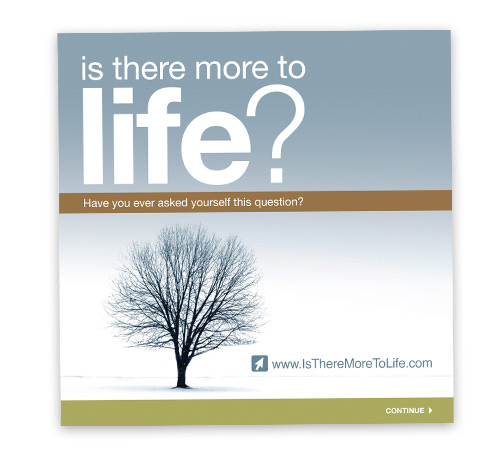 is there more to
life?
Have you ever asked yourself this question?
www.IsThereMoreToLife.com
CONTINUE